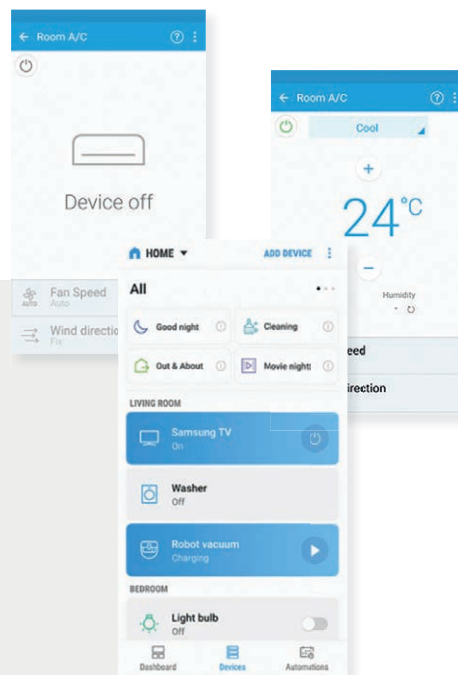 Room A/C
Device off
AUTO
Fan Speed
Auto
Wind directio
Fix
Room A/C
Cool
+
24°C
−
Humidity
-
eed
irection
HOME
ADD DEVICE
All
Good night
Cleaning
Out & About
Movie night
LIVING ROOM
Samsung TV
On
Washer
Off
Robot vacuum
Charging
BEDROOM
Light bulb
Off
Dashboard
Devices
Automations